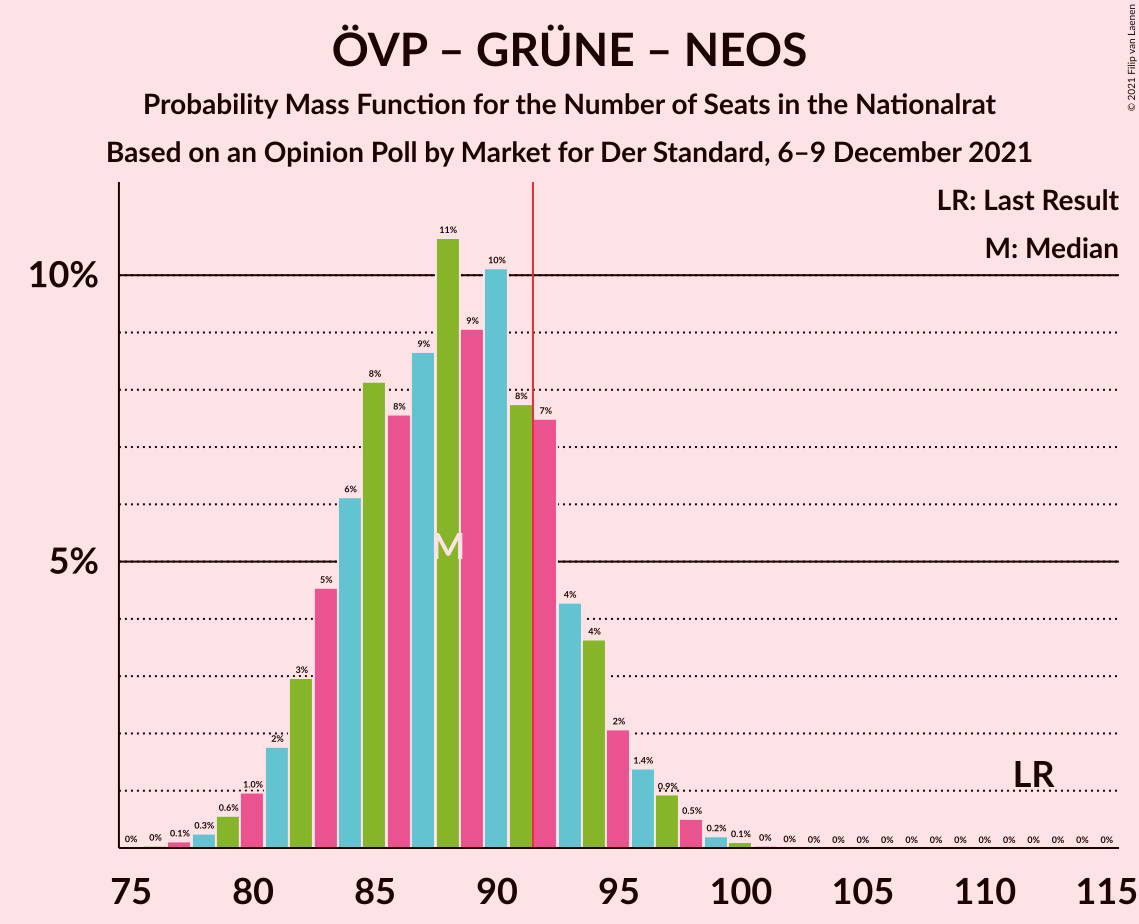 ÖVP – GRÜNE – NEOS
Probability Mass Function for the Number of Seats in the Nationalrat
Based on an Opinion Poll by Market for Der Standard, 6–9 December 2021
© 2021 Filip van Laenen
LR: Last Result
M: Median
10%
5%
0% 0% 0.1% 0.3% 0.6% 1.0% 2% 3% 5% 6% 8% 8% 9% 11% 9% 10% 8% 7% 4% 4% 2% 1.4% 0.9% 0.5% 0.2% 0.1% 0% 0% 0% 0% 0% 0% 0% 0% 0% 0% 0% 0% 0% 0% 0%
M
LR
75 80 85 90 95 100 105 110 115